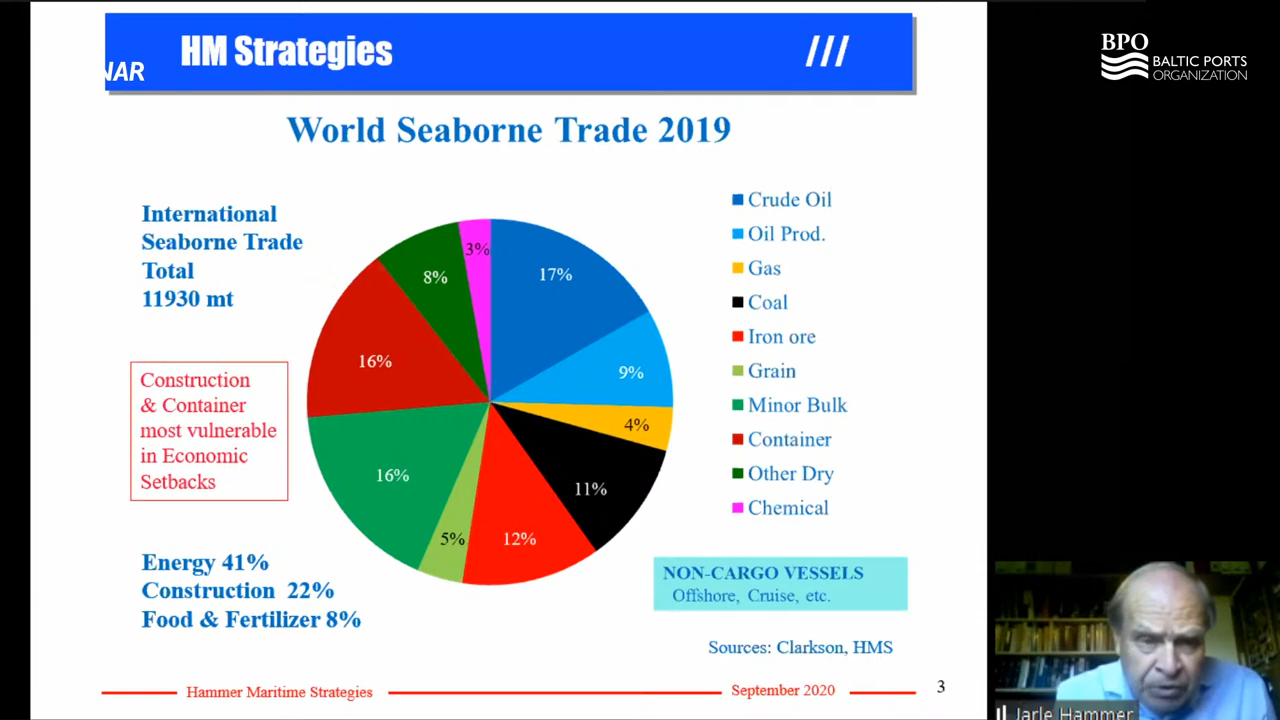 NAR
HM Strategies
///
BPO
BALTIC PORTS
ORGANIZATION
World Seaborne Trade 2019
International
Seaborne Trade
Total
11930 mt
Construction
& Container
most vulnerable
in Economic
Setbacks
Energy 41%
Construction 22%
Food & Fertilizer 8%
3%
8%
17%
16%
9%
4%
16%
11%
5%
12%
Crude Oil
Oil Prod.
Gas
Coal
Iron ore
Grain
Minor Bulk
Container
Other Dry
Chemical
NON-CARGO VESSELS
Offshore, Cruise, etc.
Sources: Clarkson, HMS
Hammer Maritime Strategies
September 2020
3
Jarle Hammer